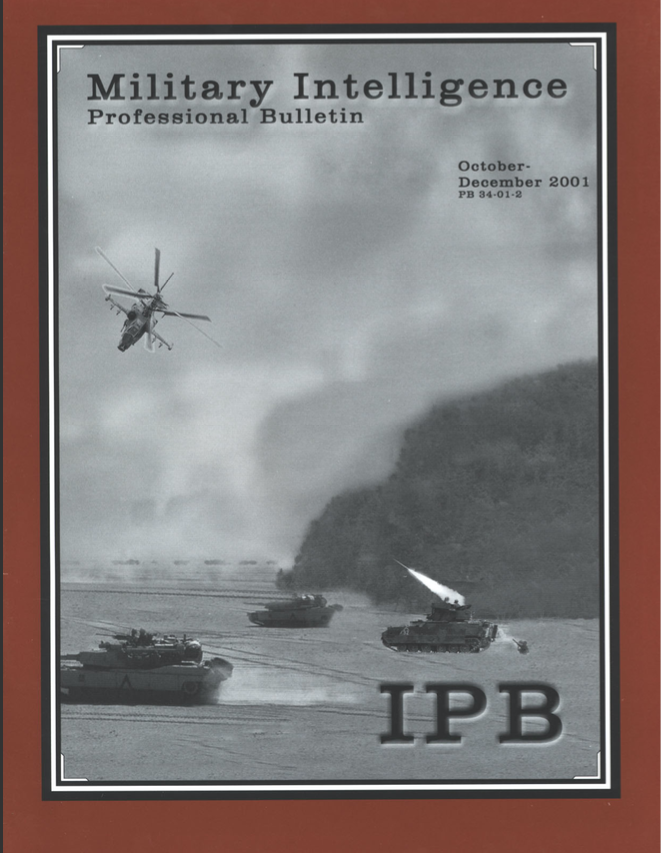 Military Intelligence
Professional Bulletin
October-
December 2001
PB 34-01-2
IPB